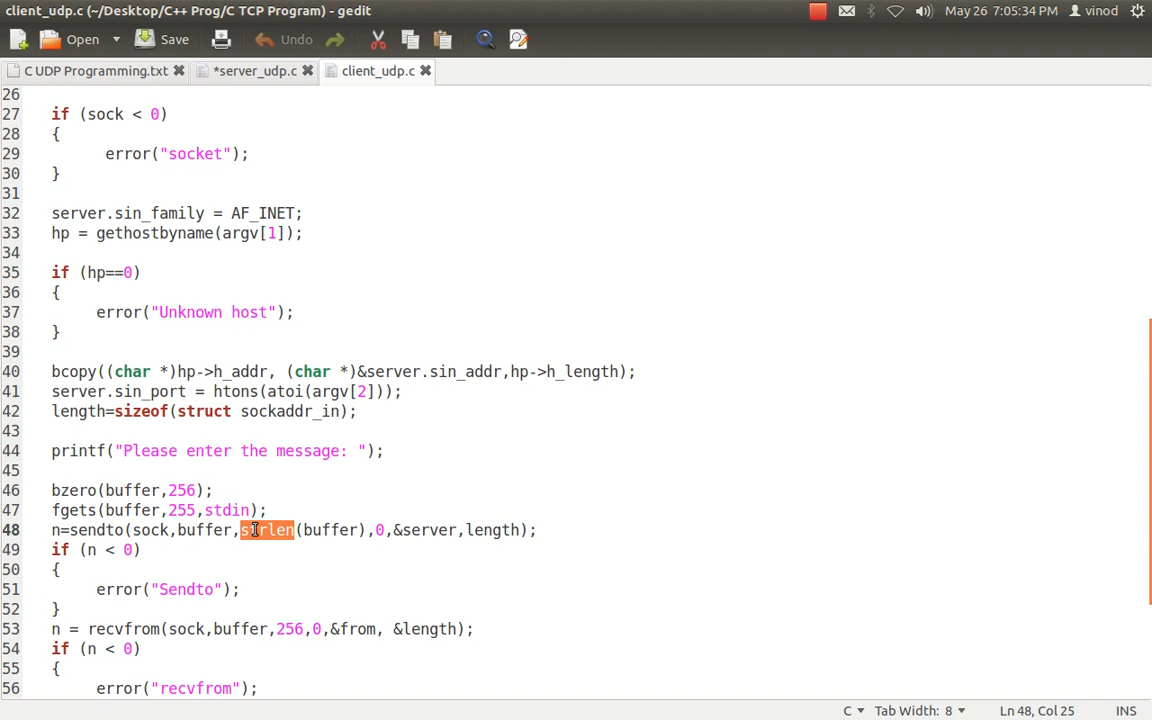 client_udp.c (~/Desktop/C++ Prog/C TCP Program) - gedit
May 26 7:05:34 PM vinod
Open Save Undo
C UDP Programming.txt *server_udp.c client_udp.c
26
27 if (sock < 0)
28 {
29 error("socket");
30 }
31
32 server.sin_family = AF_INET;
33 hp = gethostbyname(argv[1]);
34
35 if (hp==0)
36 {
37 error("Unknown host");
38 }
39
40 bcopy((char *)hp->h_addr, (char *)&server.sin_addr,hp->h_length);
41 server.sin_port = htons(atoi(argv[2]));
42 length=sizeof(struct sockaddr_in);
43
44 printf("Please enter the message: ");
45
46 bzero(buffer,256);
47 fgets(buffer,255,stdin);
48 n=sendto(sock,buffer,strlen(buffer),0,&server,length);
49 if (n < 0)
50 {
51 error("Sendto");
52 }
53 n = recvfrom(sock,buffer,256,0,&from, &length);
54 if (n < 0)
55 {
56 error("recvfrom");
C Tab Width: 8 Ln 48, Col 25 INS